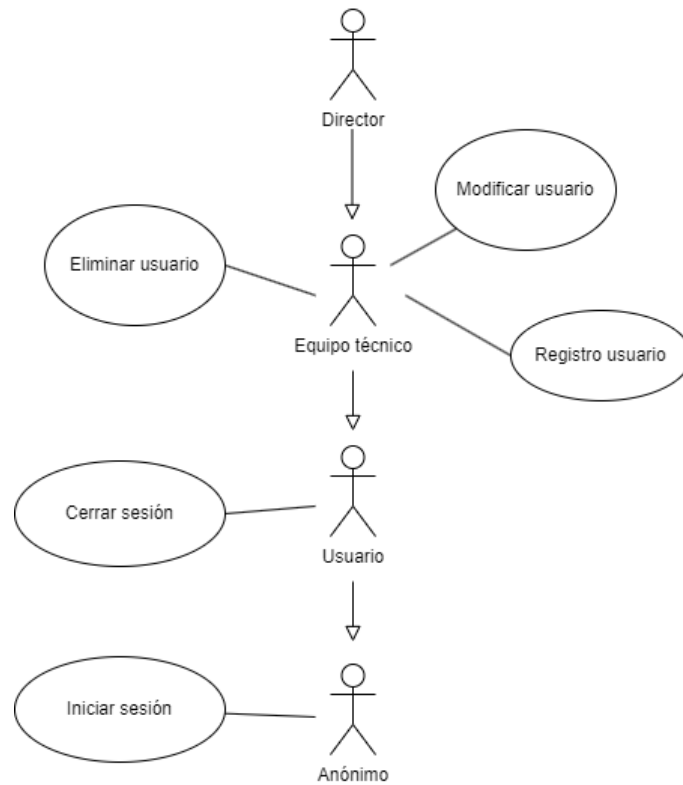 Director
Modificar usuario
Eliminar usuario
Equipo técnico
Registro usuario
Cerrar sesión
Usuario
Iniciar sesión
Anónimo